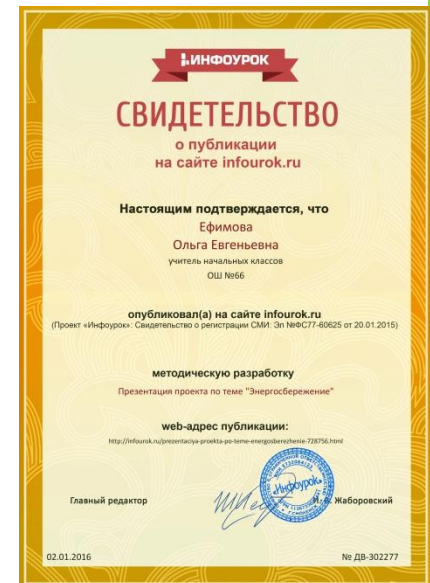 ИНФОУРОК
СВИДЕТЕЛЬСТВО
о публикации
на сайте infourok.ru
Настоящим подтверждается, что
Ефимова
Ольга Евгеньевна
учитель начальных классов
ОШ №66
опубликовал(а) на сайте infourok.ru
(Проект «Инфоурок»: Свидетельство о регистрации СМИ: Эл №ФС77-60625 от 20.01.2015)
методическую разработку
Презентация проекта по теме "Энергосбережение"
web-адрес публикации:
http://infourok.ru/prezentaciya-proekta-po-teme-energosberezhenie-728756.html
Главный редактор
«Инфоурок»
Жаборовский
02.01.2016
№ ДВ-302277